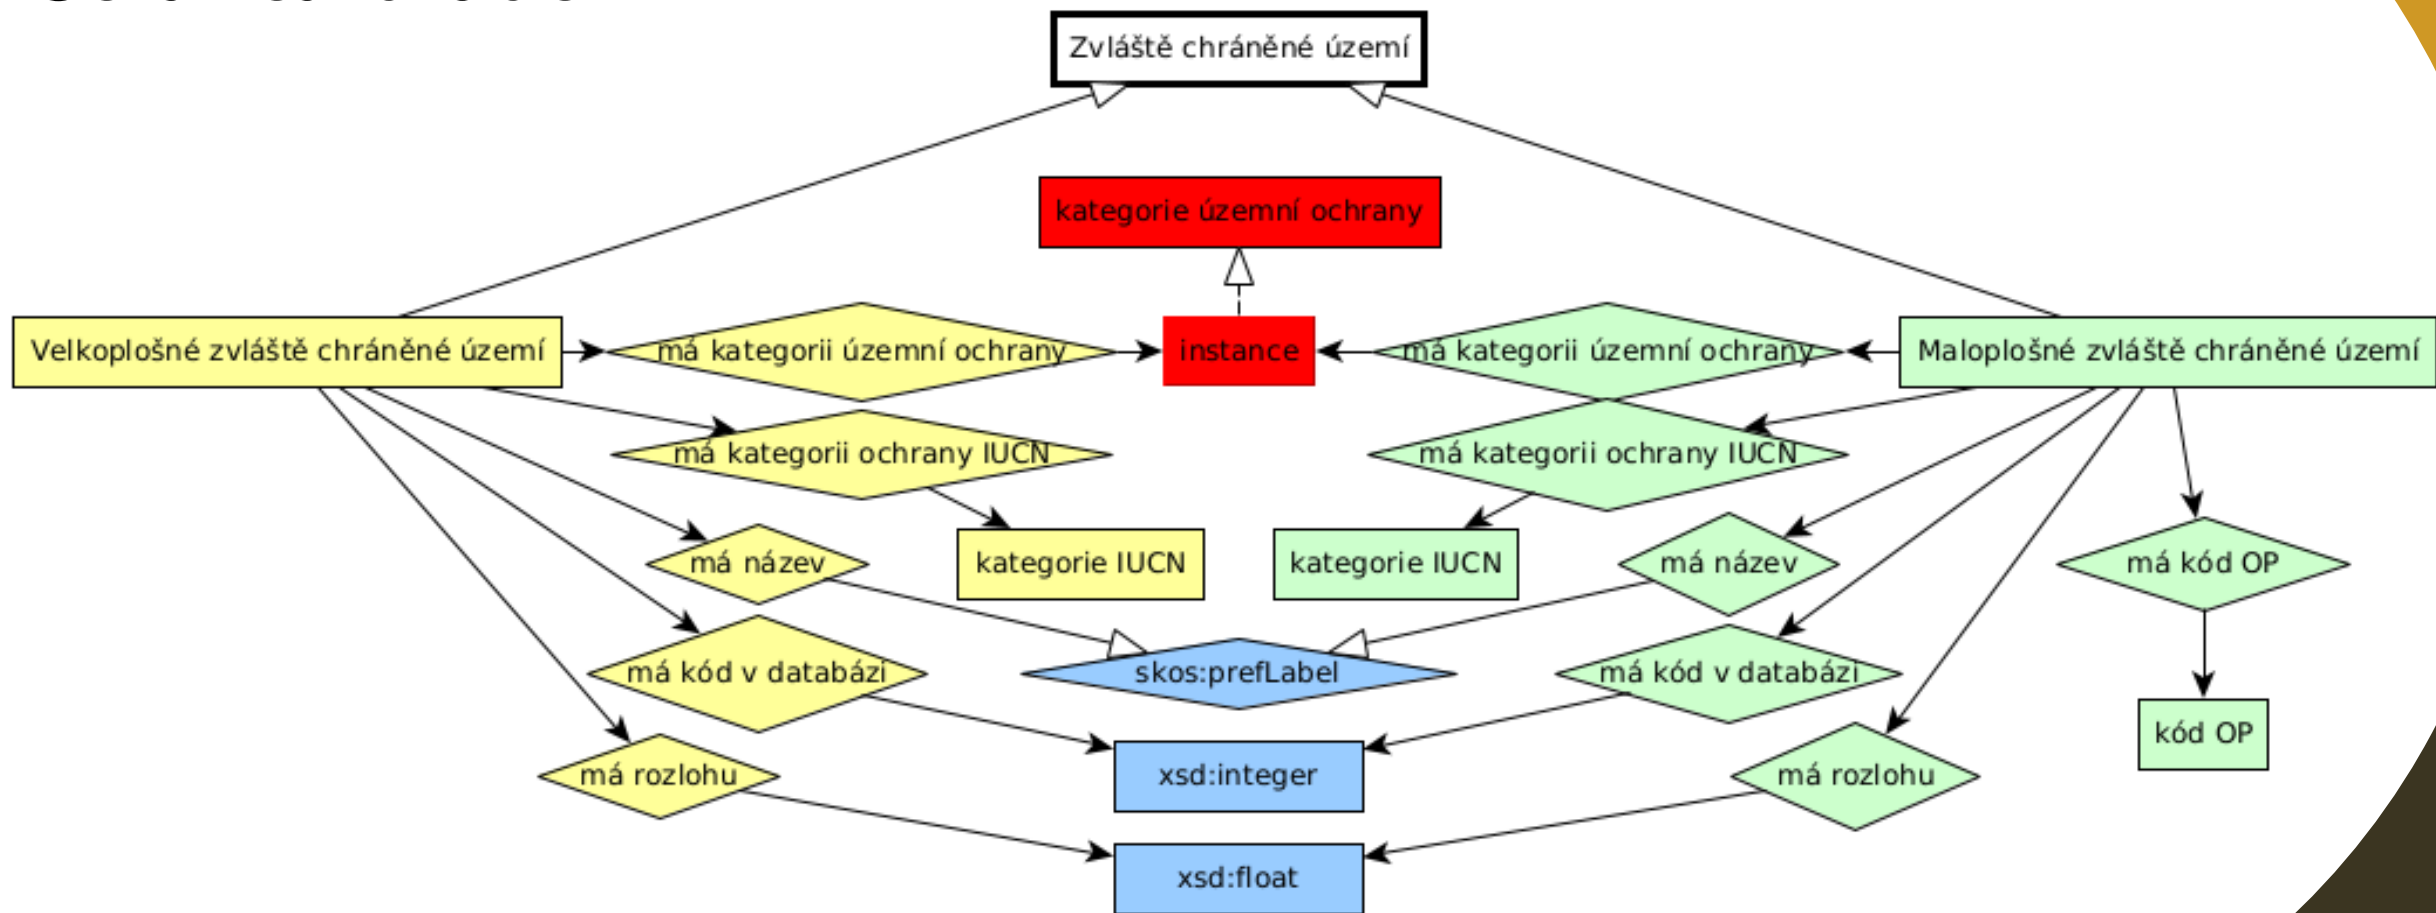 Zvláště chráněné území
kategorie územní ochrany
Velkoplošné zvláště chráněné území
má kategorii územní ochrany
instance
má kategorii územní ochrany
Maloplošné zvláště chráněné území
má kategorii ochrany IUCN
má kategorii ochrany IUCN
má název
kategorie IUCN
kategorie IUCN
má název
má kód OP
má kód v databázi
skos:prefLabel
má kód v databázi
kód OP
má rozlohu
xsd:integer
má rozlohu
xsd:float